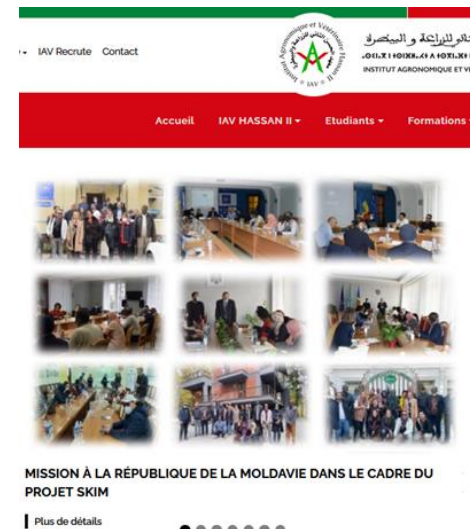 IAV Recrute Contact
INSTITUT AGRONOMIQUE ET
Accueil IAV HASSAN II Etudiants Formations
MISSION À LA RÉPUBLIQUE DE LA MOLDAVIE DANS LE CADRE DU
PROJET SKIM
Plus de détails